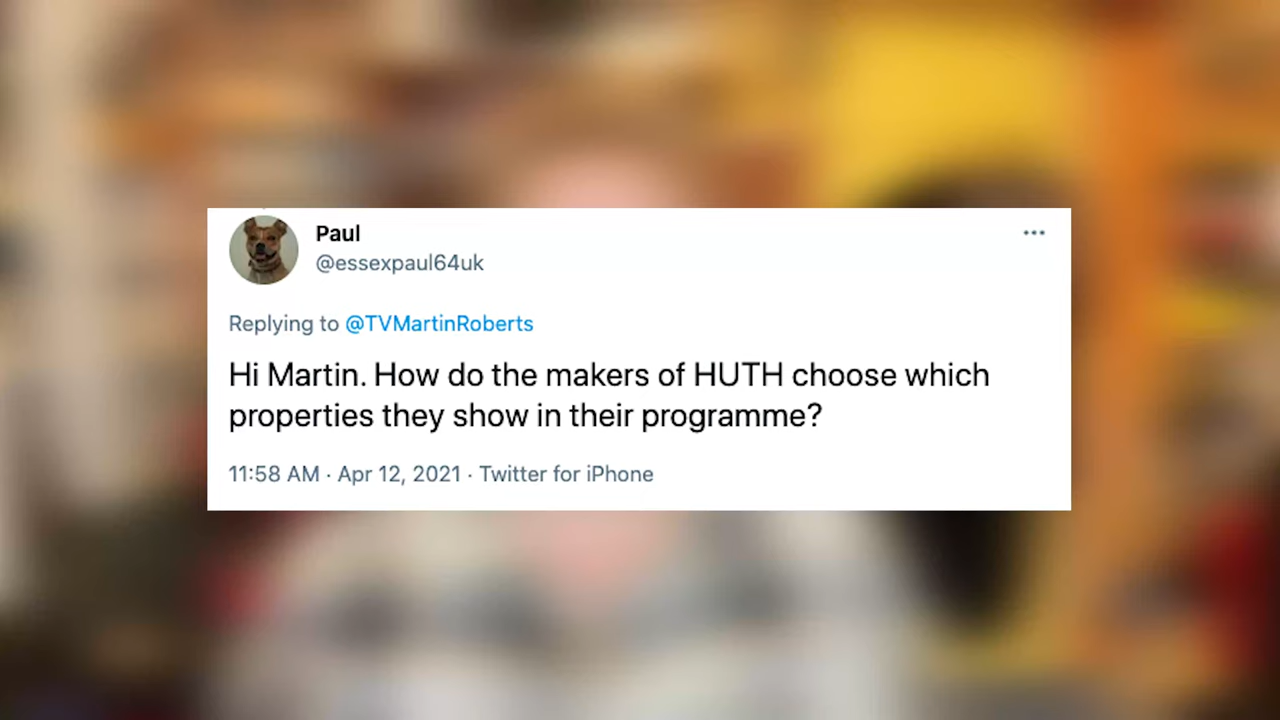 Paul
@essexpaul64uk
Replying to @TVMartinRoberts
Hi Martin. How do the makers of HUTH choose which
properties they show in their programme?
11:58 AM · Apr 12, 2021 · Twitter for iPhone